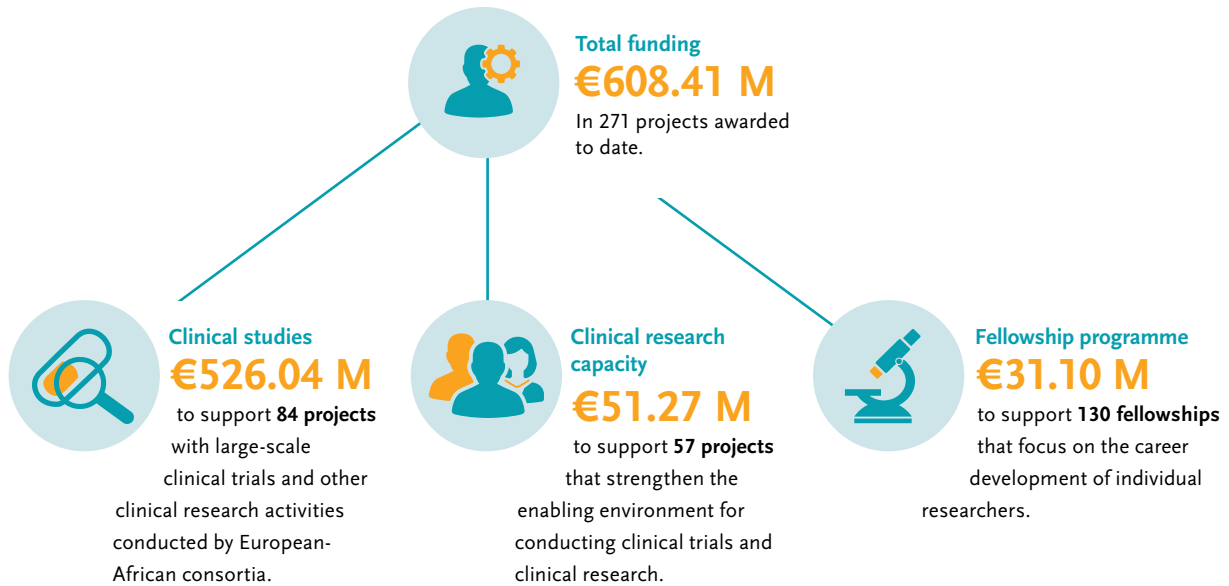 Total funding
€608.41 M
In 271 projects awarded
to date.
Clinical studies
€526.04 M
to support 84 projects
with large-scale
clinical trials and other
clinical research activities
conducted by European-
African consortia.
Clinical research
capacity
€51.27 M
to support 57 projects
that strengthen the
enabling environment for
conducting clinical trials and
clinical research.
Fellowship programme
€31.10 M
to support 130 fellowships
that focus on the career
development of individual
researchers.